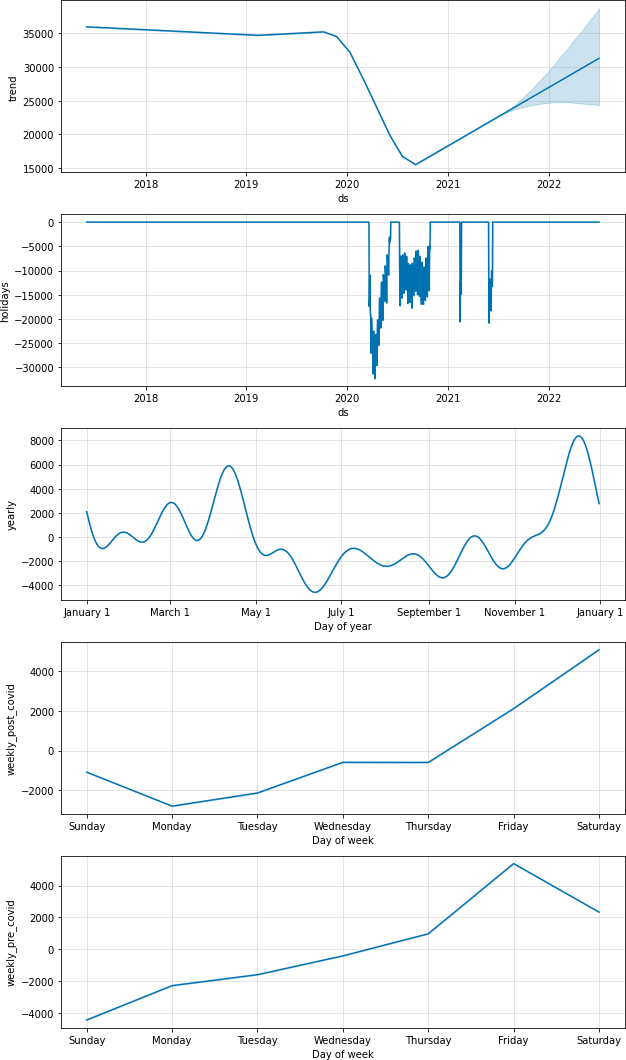 trend
35000
30000
25000
20000
15000
2018 2019 2020 2021 2022
ds
holidays
0
−5000
−10000
−15000
−20000
−25000
−30000
2018 2019 2020 2021 2022
ds
yearly
8000
6000
4000
2000
0
−2000
−4000
January 1 March 1 May 1 July 1 September 1 November 1 January 1
Day of year
weekly_post_covid
4000
2000
0
−2000
Sunday Monday Tuesday Wednesday Thursday Friday Saturday
Day of week
weekly_pre_covid
4000
2000
0
−2000
−4000
Sunday Monday Tuesday Wednesday Thursday Friday Saturday
Day of week